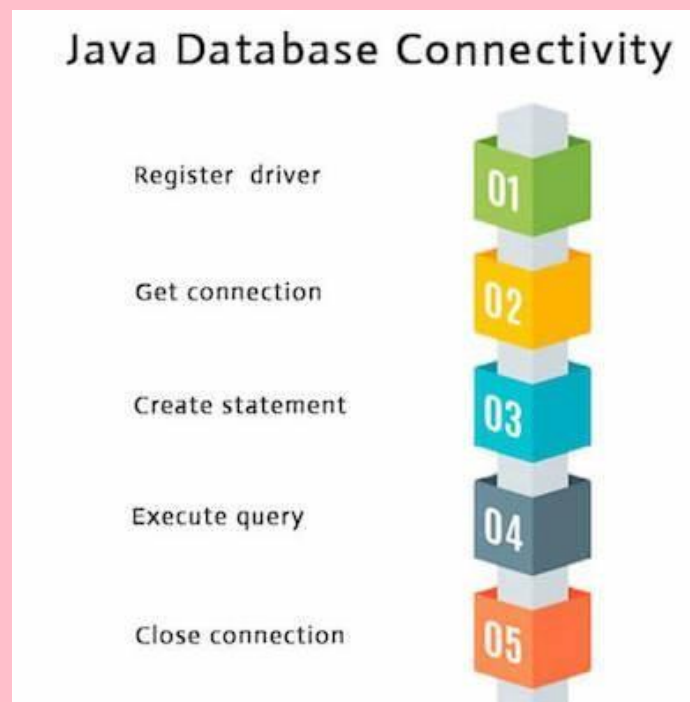 Java Database Connectivity
Register driver
01
Get connection
02
Create statement
03
Execute query
04
Close connection
05